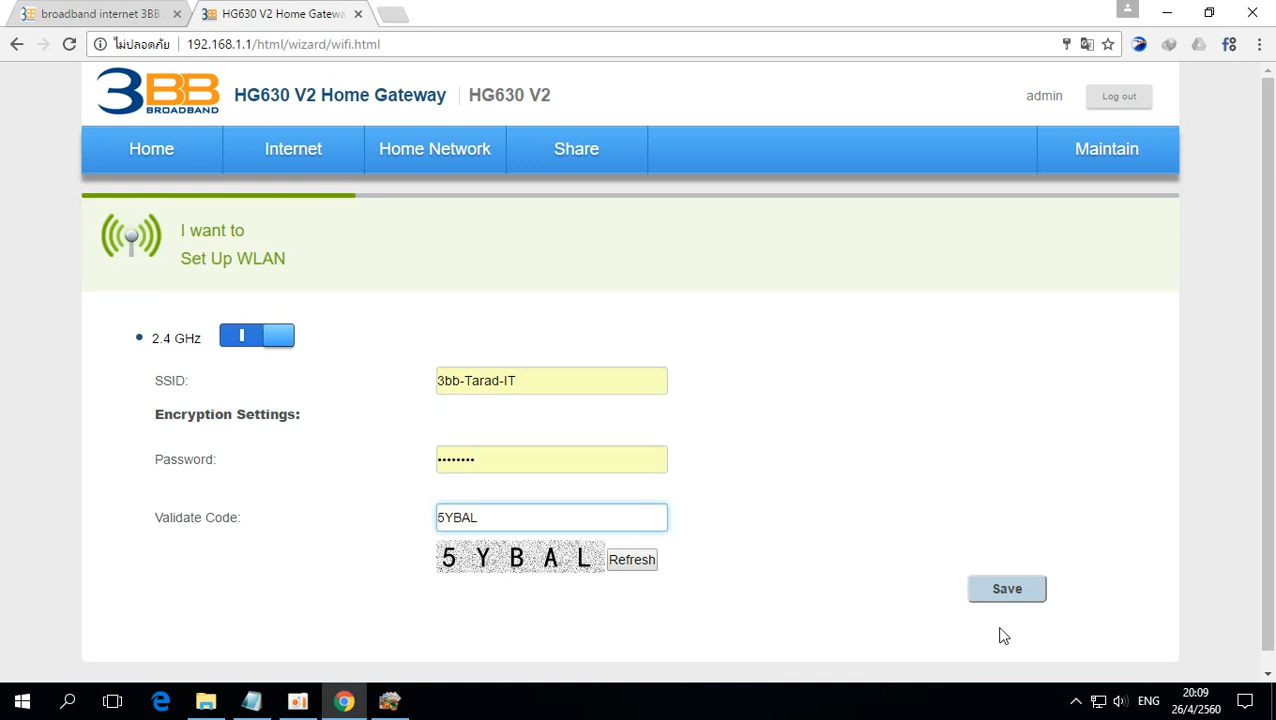 broadband internet 3BB
HG630 V2 Home Gatewa
ไม่ปลอดภัย 192.168.1.1/html/wizard/wifi.html
3BB BROADBAND
HG630 V2 Home Gateway
HG630 V2
admin
Log out
Home
Internet
Home Network
Share
Maintain
I want to
Set Up WLAN
2.4 GHz
SSID:
3bb-Tarad-IT
Encryption Settings:
Password:
••••••••
Validate Code:
5YBAL
5 Y B A L
Refresh
Save
ENG
20:09
26/4/2560